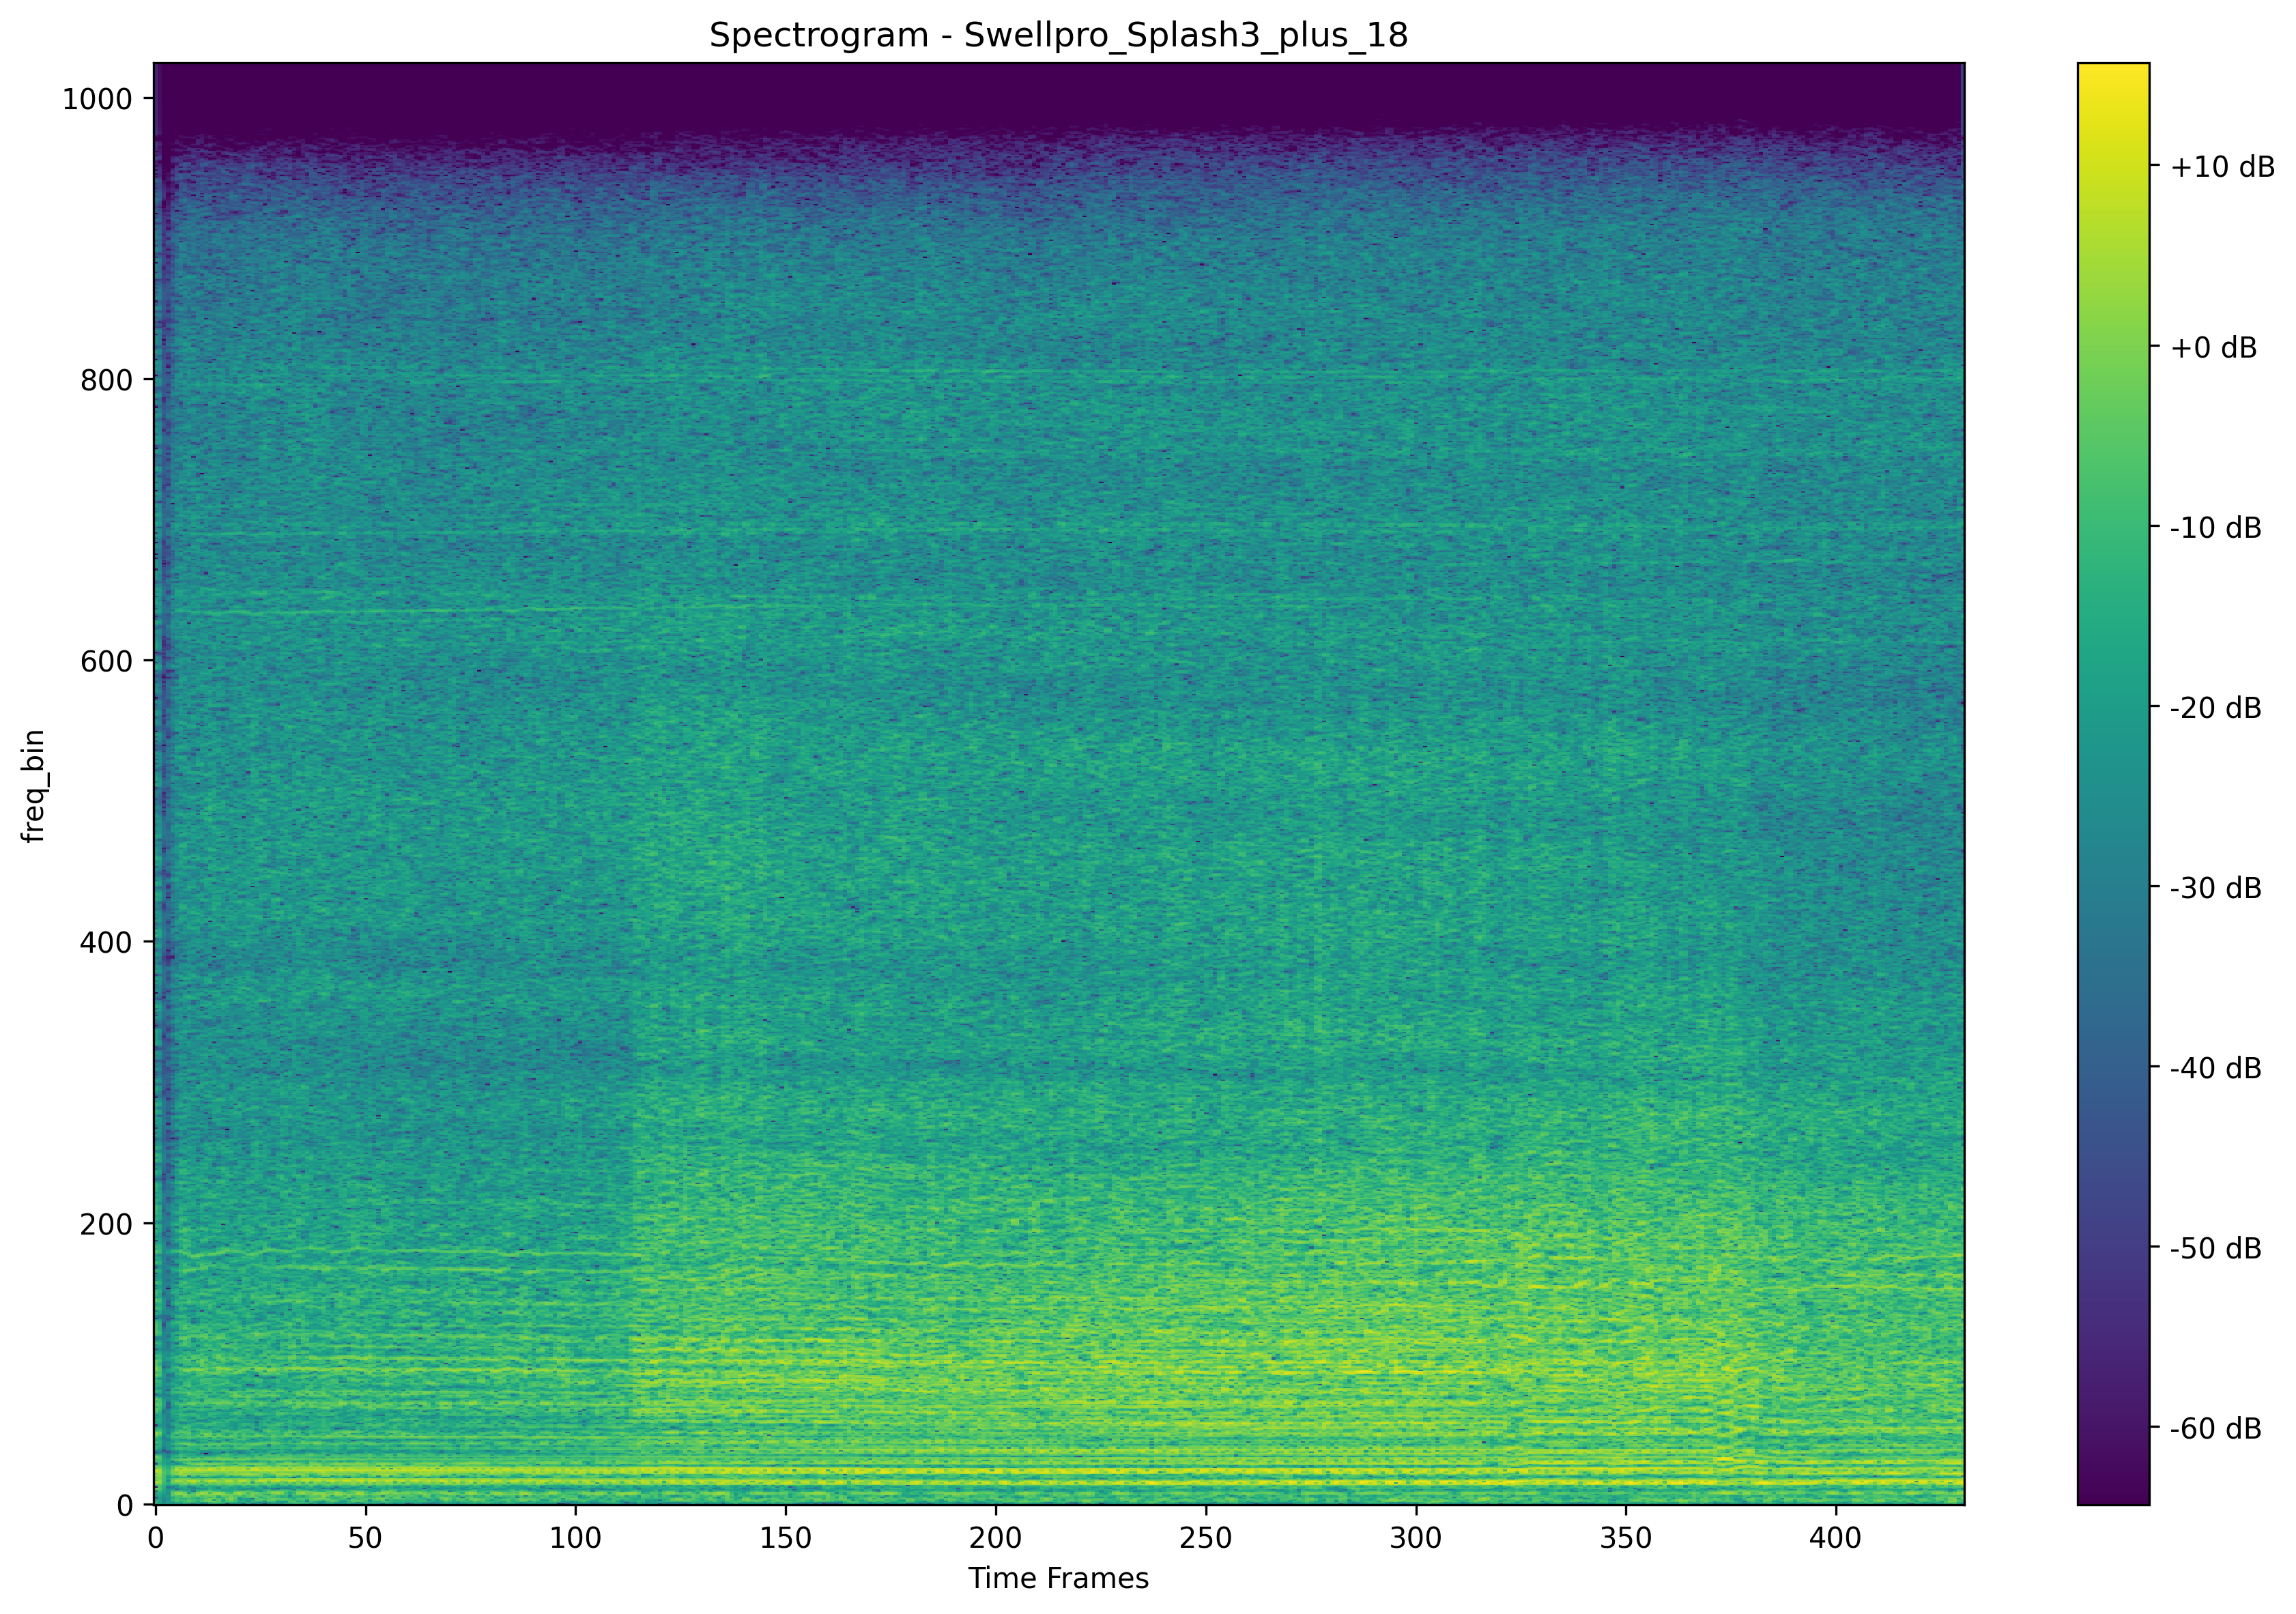 Spectrogram - Swellpro_Splash3_plus_18
1000
800
600
400
200
0
freq_bin
0 50 100 150 200 250 300 350 400
Time Frames
+10 dB
+0 dB
-10 dB
-20 dB
-30 dB
-40 dB
-50 dB
-60 dB